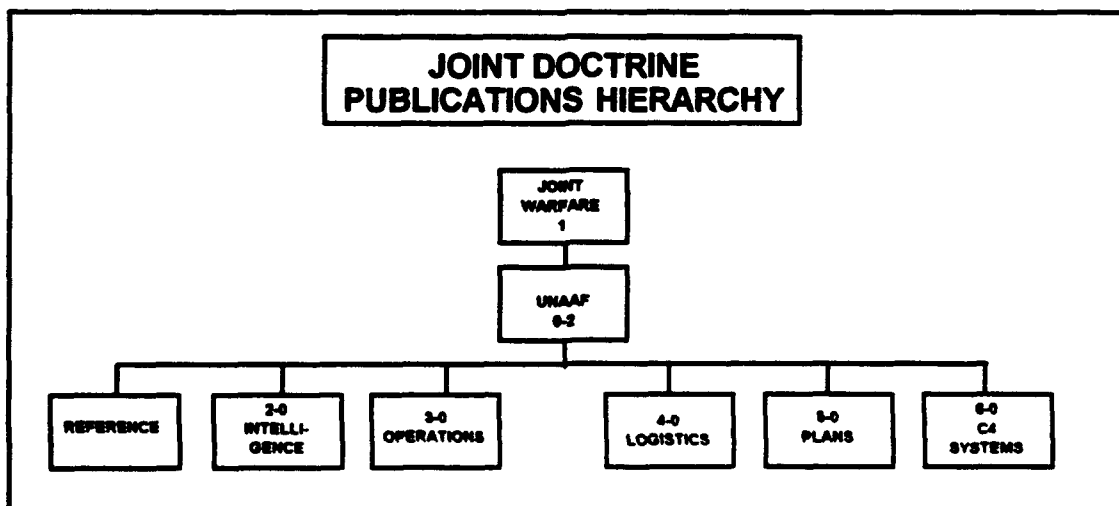 JOINT DOCTRINE
PUBLICATIONS HIERARCHY
JOINT
WARFARE
1
UNAAF
0-2
REFERENCE
2-0
INTELLI-
GENCE
3-0
OPERATIONS
4-0
LOGISTICS
5-0
PLANS
6-0
C4
SYSTEMS